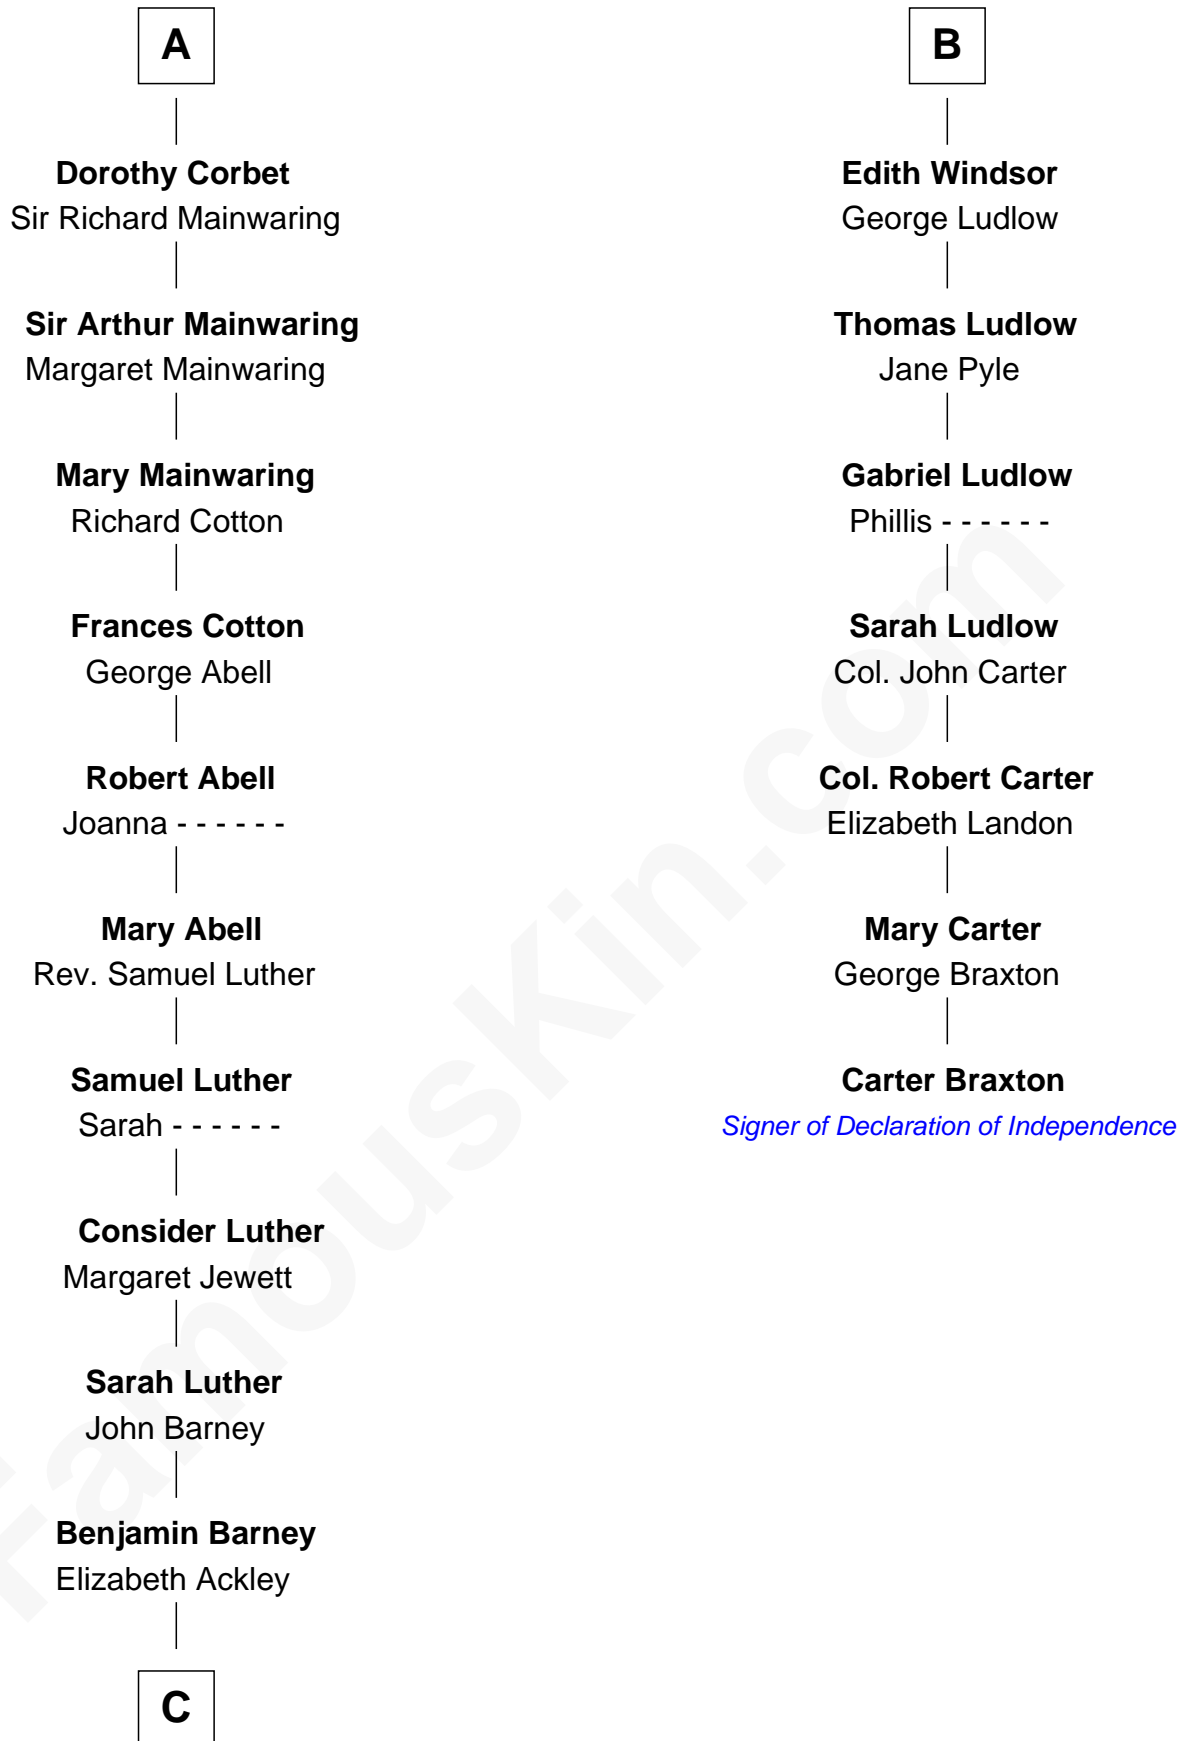 A
Dorothy Corbet
Sir Richard Mainwaring
Sir Arthur Mainwaring
Margaret Mainwaring
Mary Mainwaring
Richard Cotton
Frances Cotton
George Abell
Robert Abell
Joanna - - - - - -
Mary Abell
Rev. Samuel Luther
Samuel Luther
Sarah - - - - - -
Consider Luther
Margaret Jewett
Sarah Luther
John Barney
Benjamin Barney
Elizabeth Ackley
C
B
Edith Windsor
George Ludlow
Thomas Ludlow
Jane Pyle
Gabriel Ludlow
Phillis - - - - - -
Sarah Ludlow
Col. John Carter
Col. Robert Carter
Elizabeth Landon
Mary Carter
George Braxton
Carter Braxton
Signer of Declaration of Independence
FamousKin.com